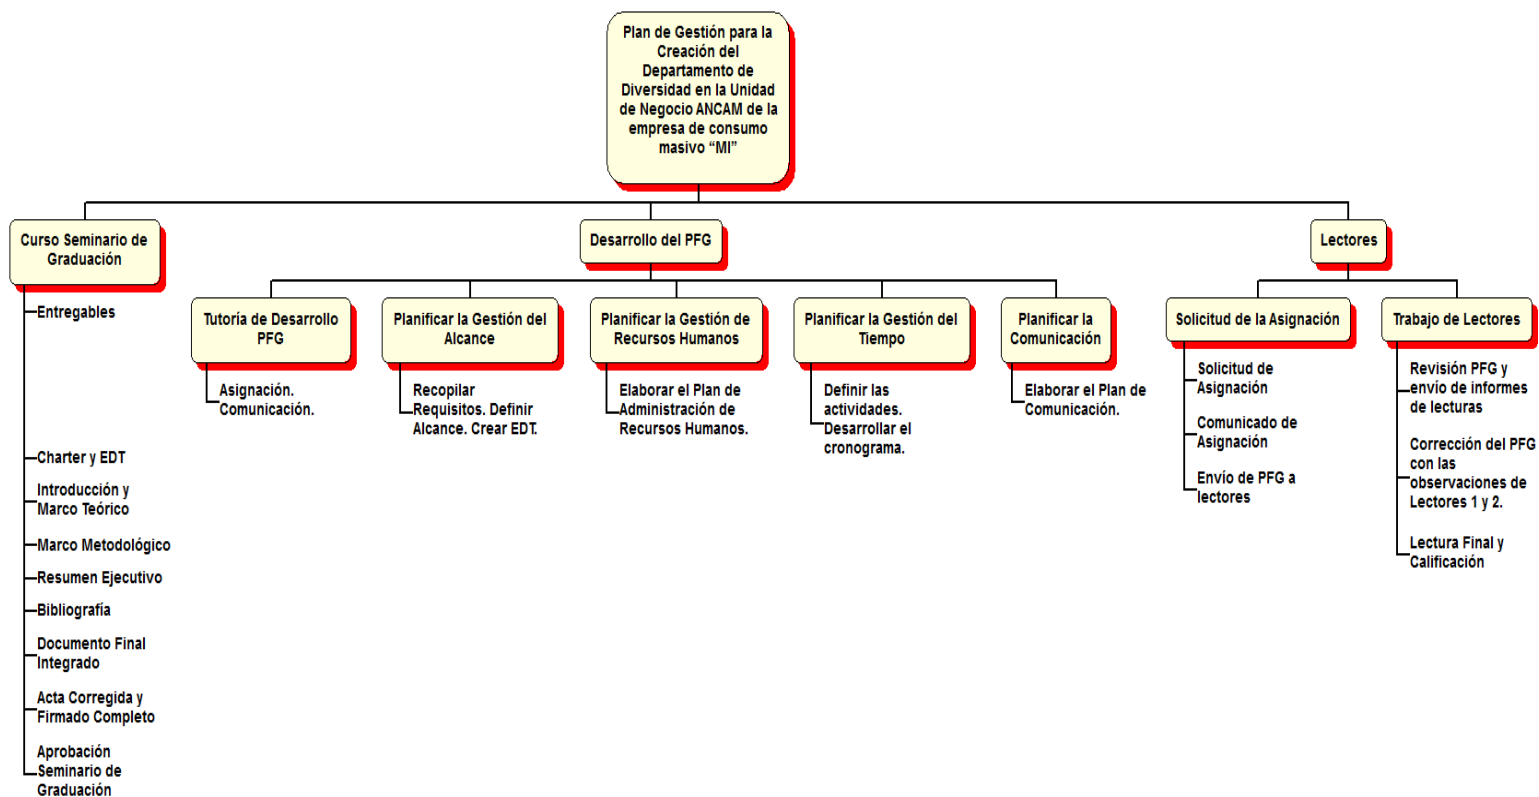 Plan de Gestión para la
Creación del
Departamento de
Diversidad en la Unidad
de Negocio ANCAM de la
empresa de consumo
masivo “MI”
Curso Seminario de
Graduación
Entregables
Charter y EDT
Introducción y
Marco Teórico
Marco Metodológico
Resumen Ejecutivo
Bibliografía
Documento Final
Integrado
Acta Corregida y
Firmado Completo
Aprobación
Seminario de
Graduación
Desarrollo del PFG
Tutoría de Desarrollo
PFG
Asignación.
Comunicación.
Planificar la Gestión del
Alcance
Recopilar
Requisitos. Definir
Alcance. Crear EDT.
Planificar la Gestión de
Recursos Humanos
Elaborar el Plan de
Administración de
Recursos Humanos.
Planificar la Gestión del
Tiempo
Definir las
actividades.
Desarrollar el
cronograma.
Planificar la
Comunicación
Elaborar el Plan de
Comunicación.
Lectores
Solicitud de la Asignación
Solicitud de
Asignación
Comunicado de
Asignación
Envío de PFG a
lectores
Trabajo de Lectores
Revisión PFG y
envío de informes
de lecturas
Corrección del PFG
con las
observaciones de
Lectores 1 y 2.
Lectura Final y
Calificación